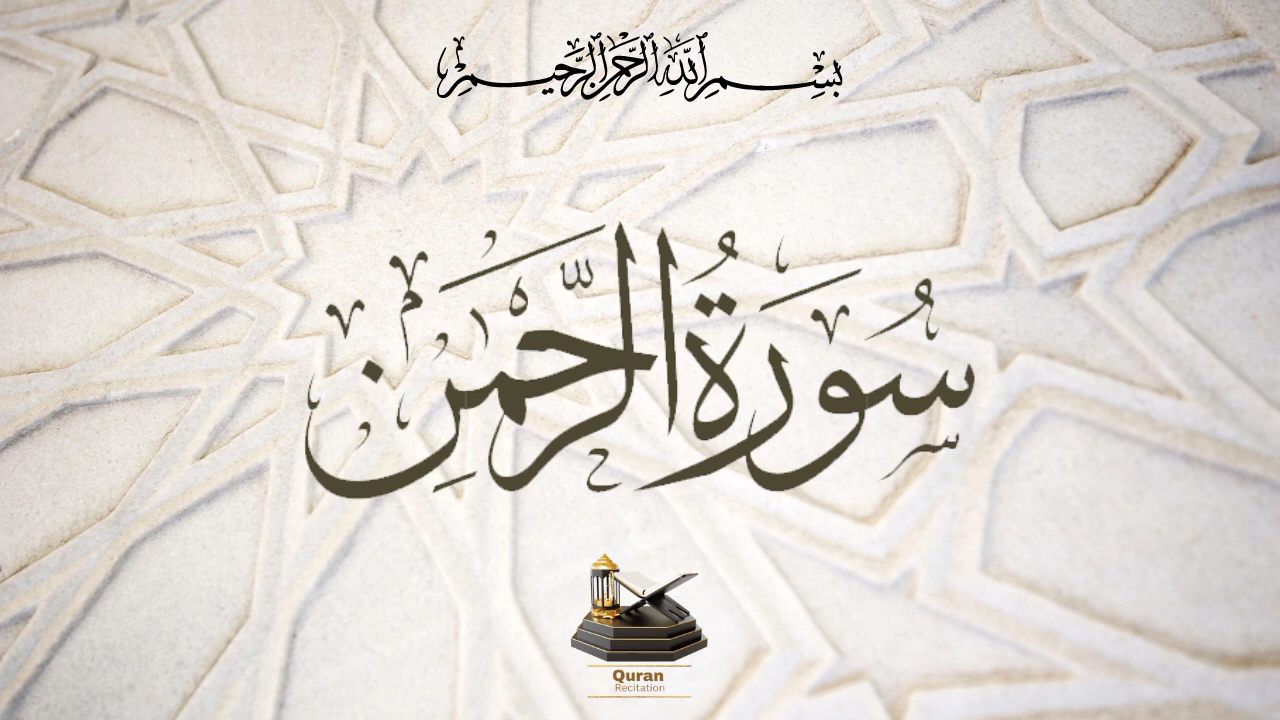 بِسْمِ ٱللَّهِ ٱلرَّحْمَٰنِ ٱلرَّحِيمِ
سُورَةُ الرَّحْمَٰن
Quran
Recitation